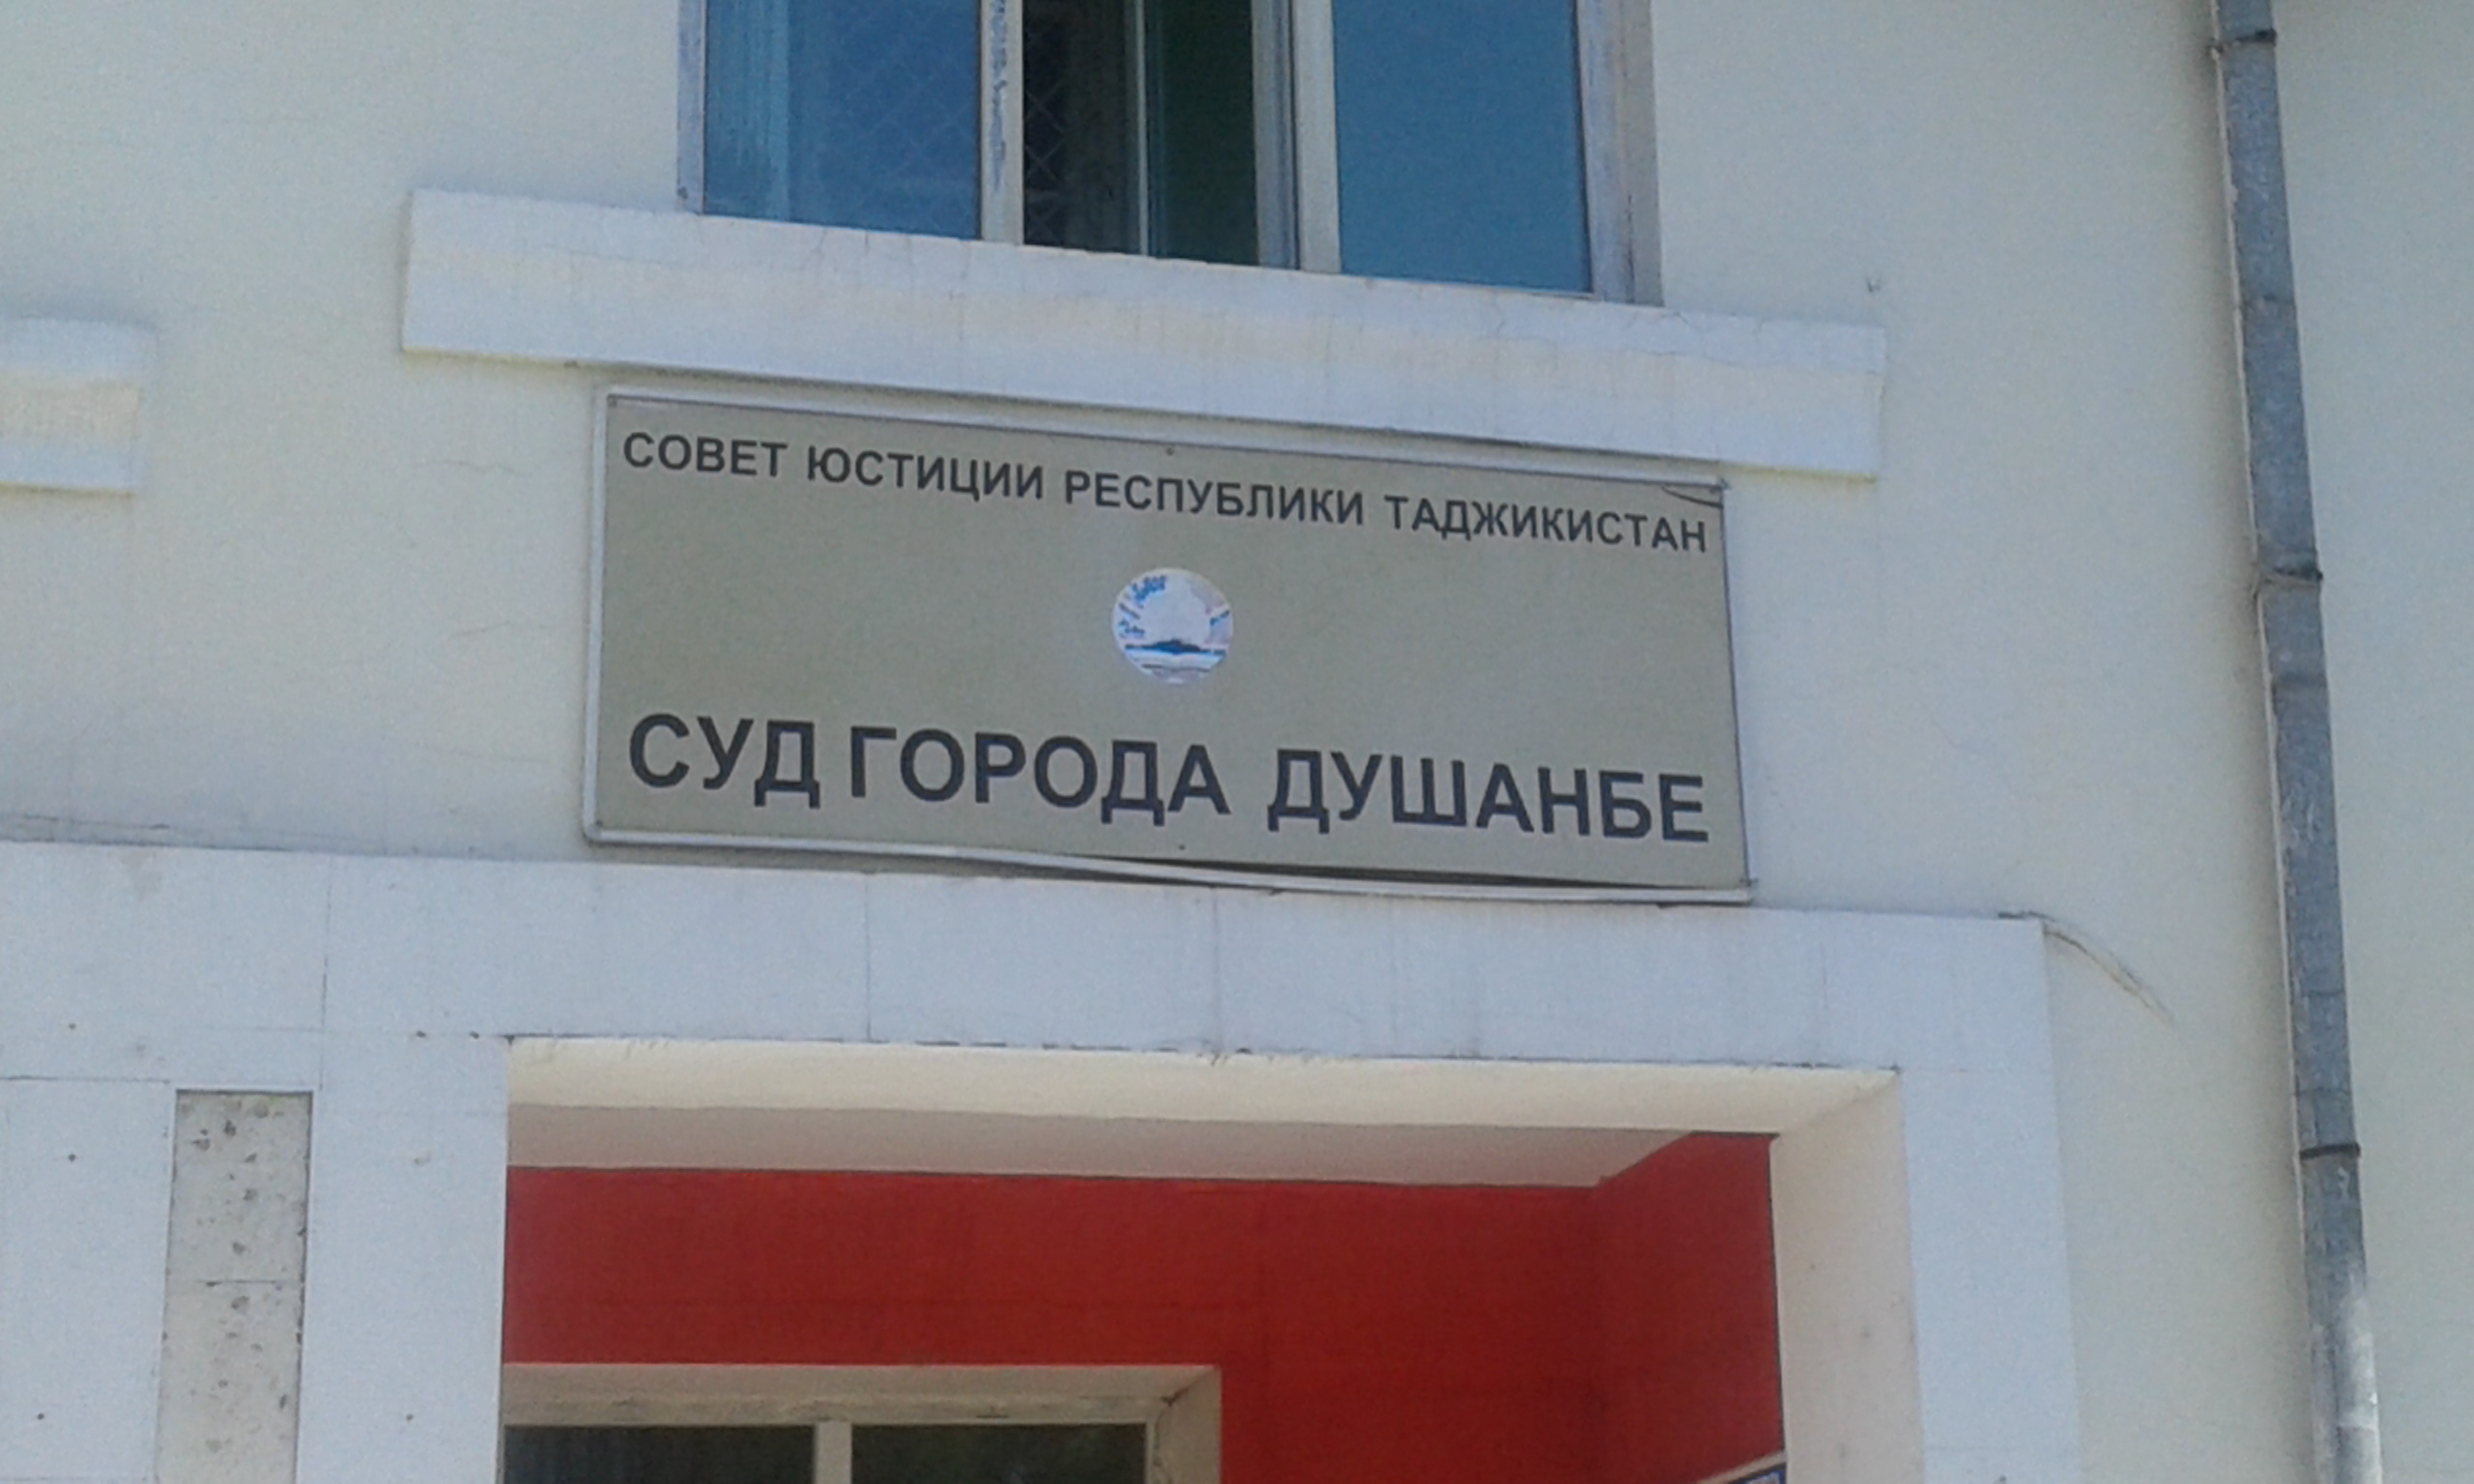 СОВЕТ ЮСТИЦИИ РЕСПУБЛИКИ ТАДЖИКИСТАН
СУД ГОРОДА ДУШАНБЕ